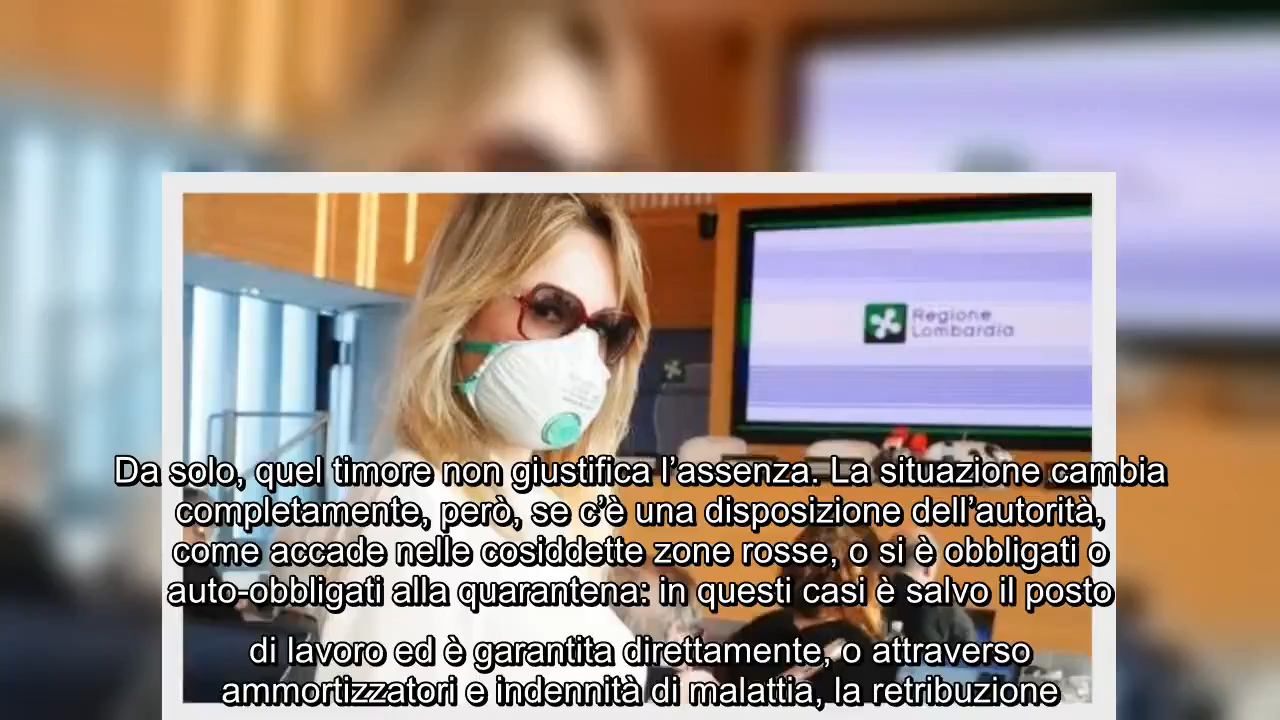 Regione
Lombardia
Da solo, quel timore non giustifica l'assenza. La situazione cambia
completamente, però, se c'è una disposizione dell'autorità,
come accade nelle cosiddette zone rosse, o si è obbligati o
auto-obbligati alla quarantena: in questi casi è salvo il posto
di lavoro ed è garantita direttamente, o attraverso
ammortizzatori e indennità di malattia, la retribuzione